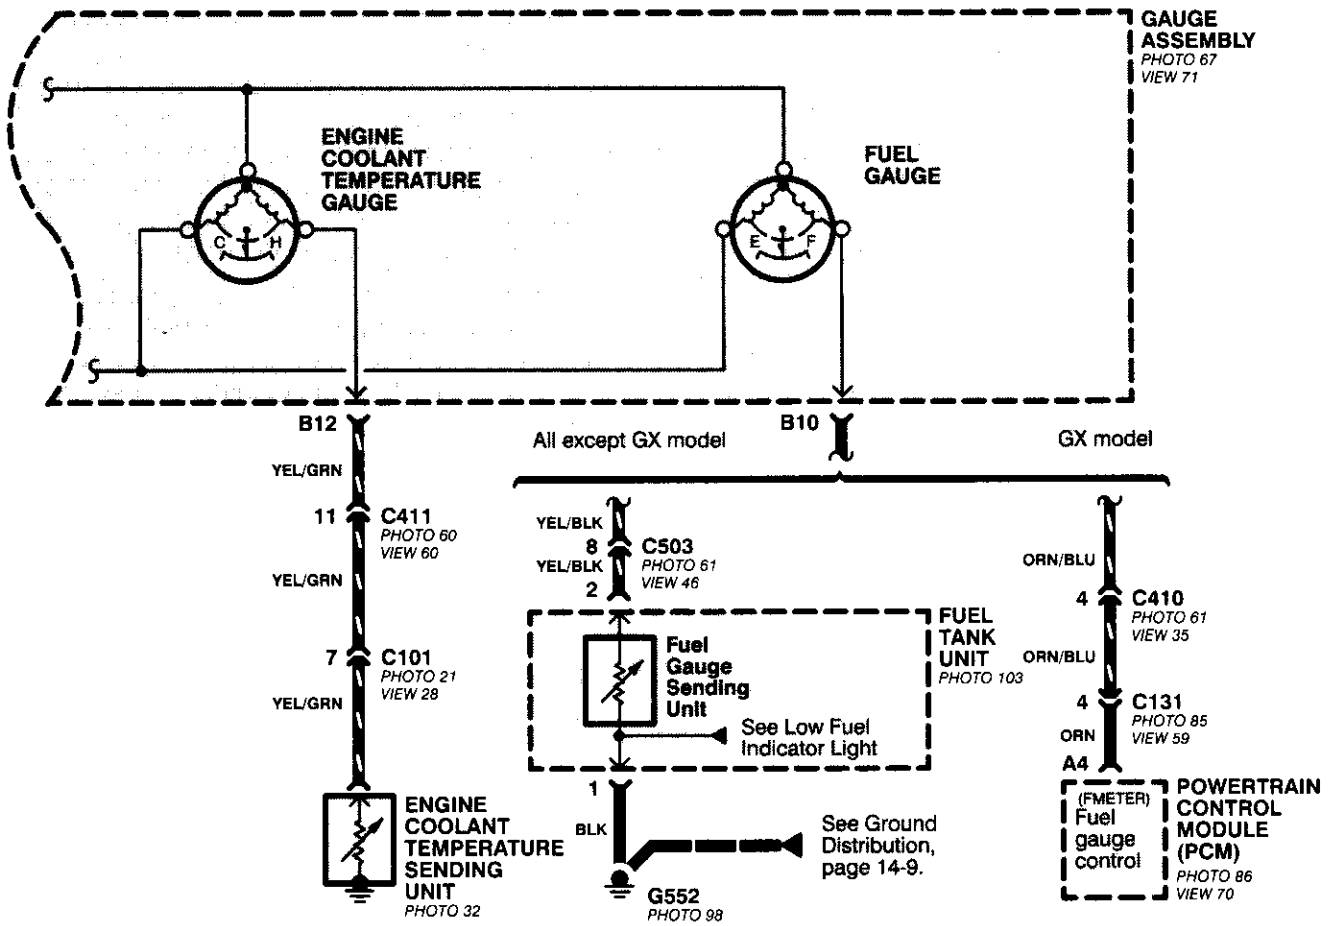 GAUGE
ASSEMBLY
PHOTO 67
VIEW 71
ENGINE
COOLANT
TEMPERATURE
GAUGE
FUEL
GAUGE
C H
E F
B12
B10
All except GX model
GX model
YEL/GRN
11 C411
PHOTO 60
VIEW 60
YEL/GRN
7 C101
PHOTO 21
VIEW 28
YEL/GRN
ENGINE
COOLANT
TEMPERATURE
SENDING
UNIT
PHOTO 32
YEL/BLK
8 C503
PHOTO 61
VIEW 46
YEL/BLK
2
FUEL
TANK
UNIT
PHOTO 103
Fuel
Gauge
Sending
Unit
See Low Fuel
Indicator Light
1
BLK
See Ground
Distribution,
page 14-9.
G552
PHOTO 98
ORN/BLU
4 C410
PHOTO 61
VIEW 35
ORN/BLU
4 C131
PHOTO 85
VIEW 59
ORN
A4
(FMETER)
Fuel
gauge
control
POWERTRAIN
CONTROL
MODULE
(PCM)
PHOTO 86
VIEW 70